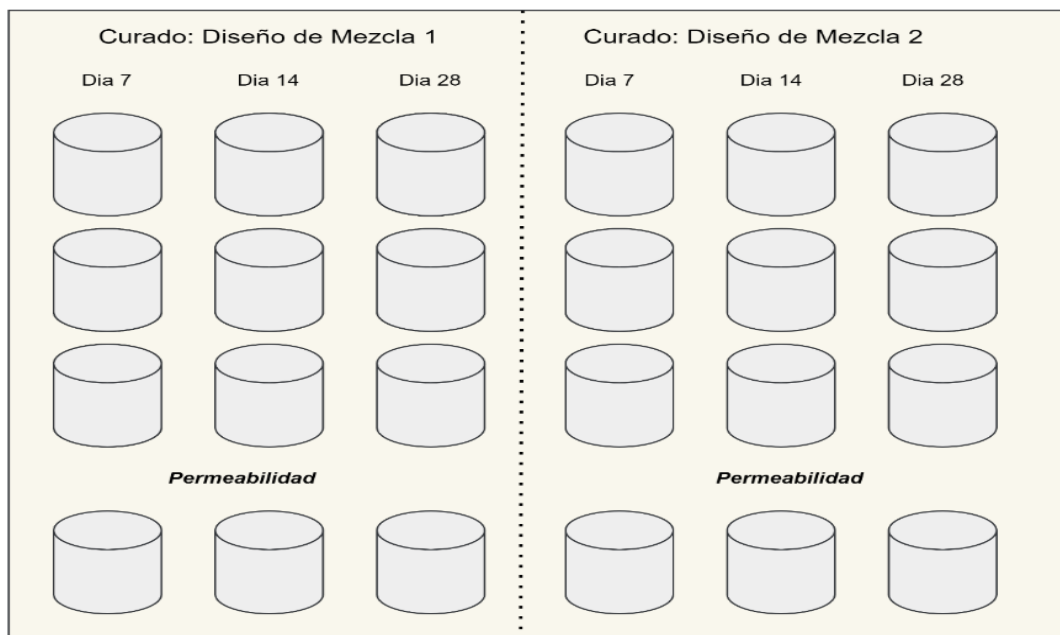 Curado: Diseño de Mezcla 1
Dia 7 Dia 14 Dia 28
Permeabilidad
Curado: Diseño de Mezcla 2
Dia 7 Dia 14 Dia 28
Permeabilidad